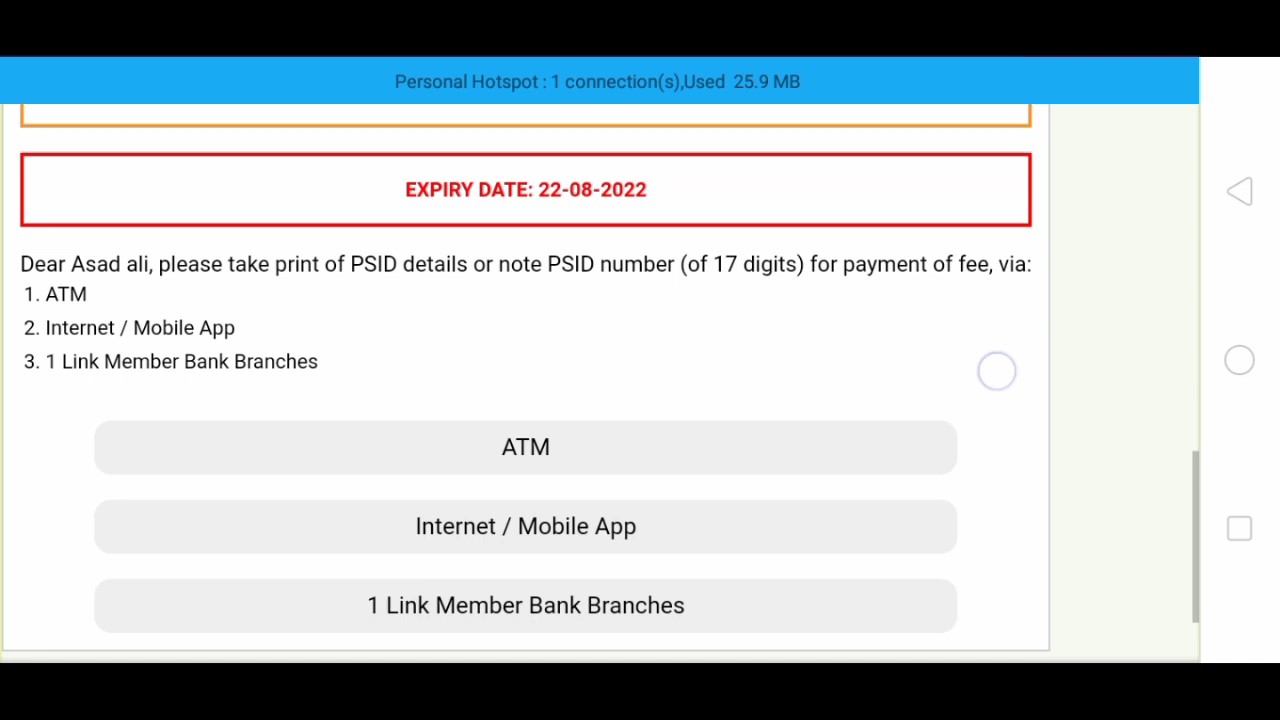 Personal Hotspot : 1 connection(s),Used 25.9 MB
EXPIRY DATE: 22-08-2022
Dear Asad ali, please take print of PSID details or note PSID number (of 17 digits) for payment of fee, via:
1. ATM
2. Internet / Mobile App
3. 1 Link Member Bank Branches
ATM
Internet / Mobile App
1 Link Member Bank Branches